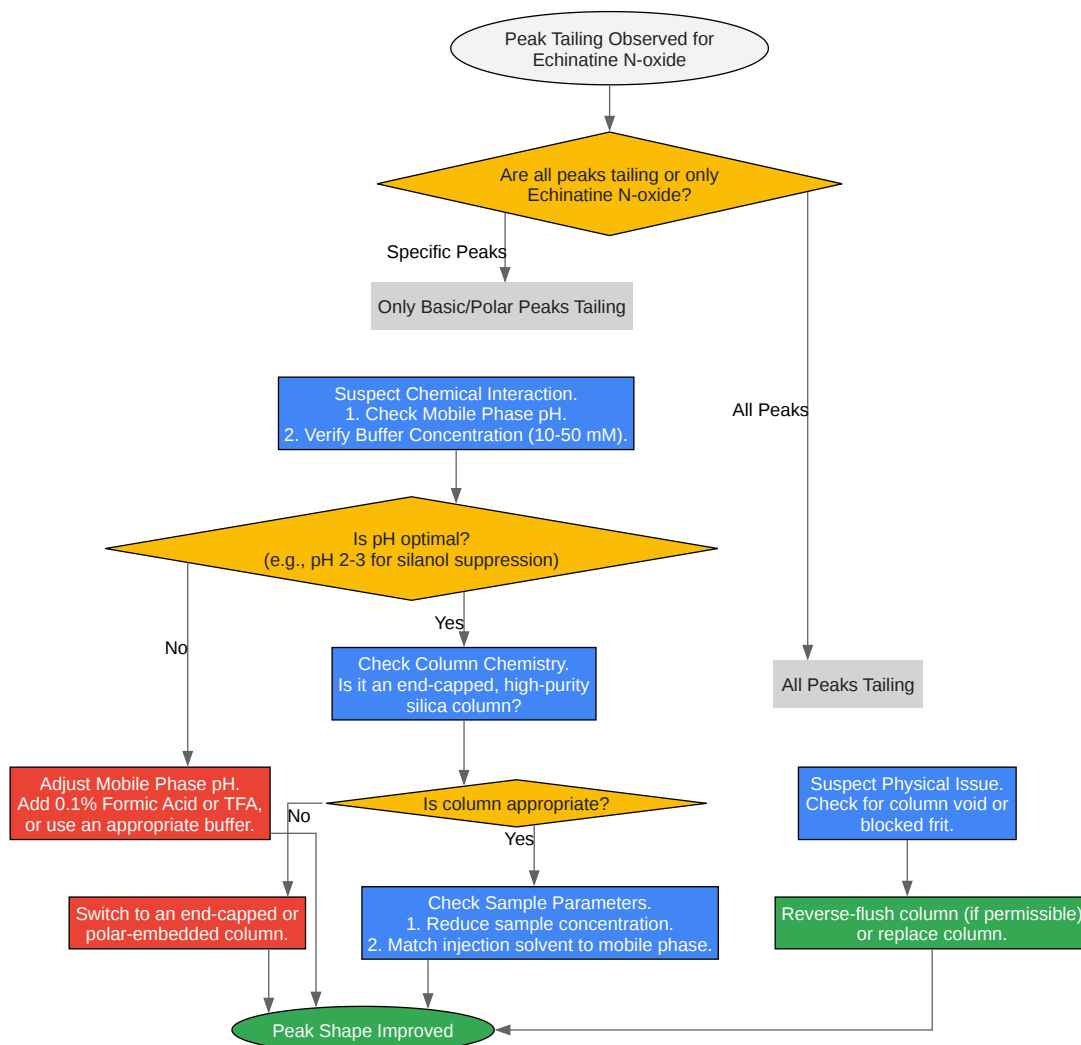 Peak Tailing Observed for
Echinatine N-oxide
Are all peaks tailing or only
Echinatine N-oxide?
Specific Peaks
Only Basic/Polar Peaks Tailing
Suspect Chemical Interaction.
1. Check Mobile Phase pH.
2. Verify Buffer Concentration (10-50 mM).
All Peaks
Is pH optimal?
(e.g., pH 2-3 for silanol suppression)
No
Yes
Check Column Chemistry.
Is it an end-capped, high-purity
silica column?
All Peaks Tailing
Adjust Mobile Phase pH.
Add 0.1% Formic Acid or TFA,
or use an appropriate buffer.
Is column appropriate?
Suspect Physical Issue.
Check for column void or
blocked frit.
No
Yes
Switch to an end-capped or
polar-embedded column.
Check Sample Parameters.
1. Reduce sample concentration.
2. Match injection solvent to mobile phase.
Reverse-flush column (if permissible)
or replace column.
Peak Shape Improved